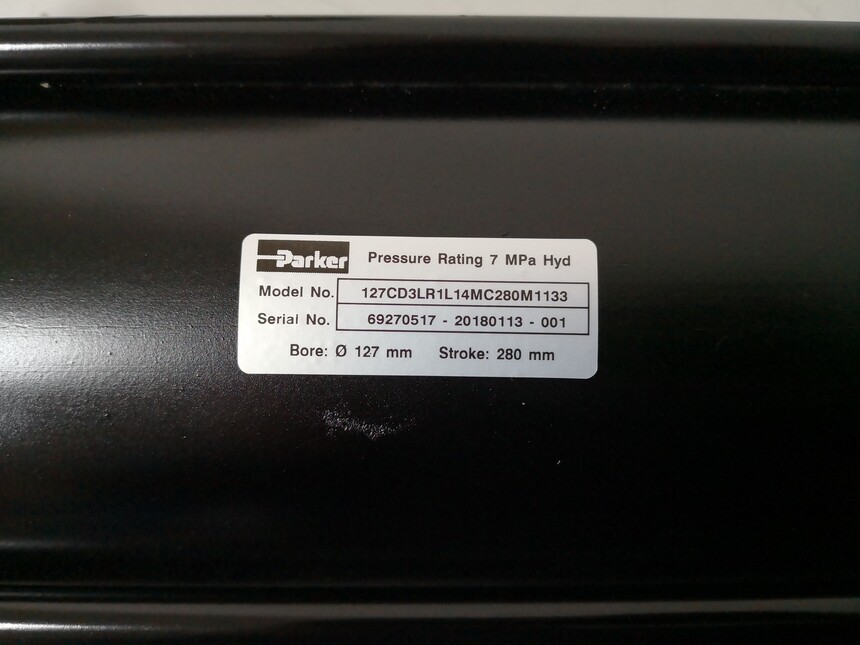 Parker Pressure Rating 7 MPa Hyd
Model No. 127CD3LR1L14MC280M1133
Serial No. 69270517 - 20180113 - 001
Bore: Ø 127 mm Stroke: 280 mm